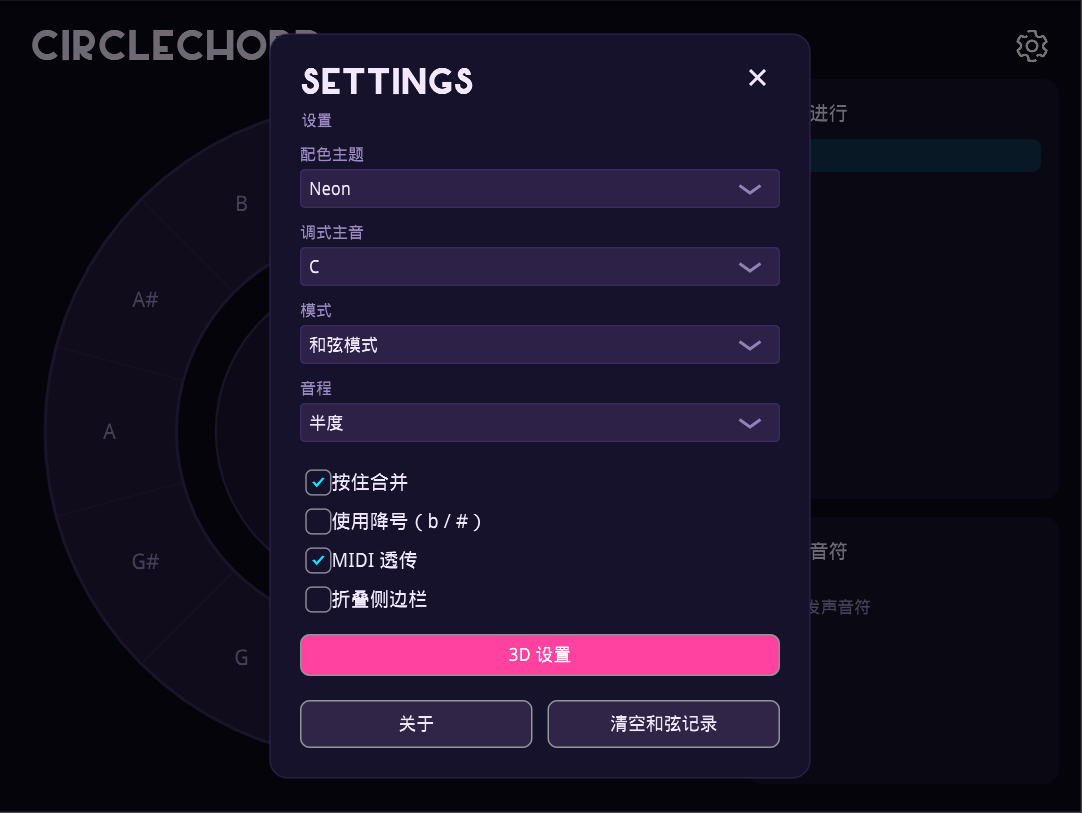 CIRCLECHORD
SETTINGS
设置
配色主题
Neon
调式主音
C
模式
和弦模式
音程
半度
按住合并
使用降号 ( b / # )
MIDI 透传
折叠侧边栏
3D 设置
关于
清空和弦记录
进行
音符
发声音符
B
A#
A
G#
G